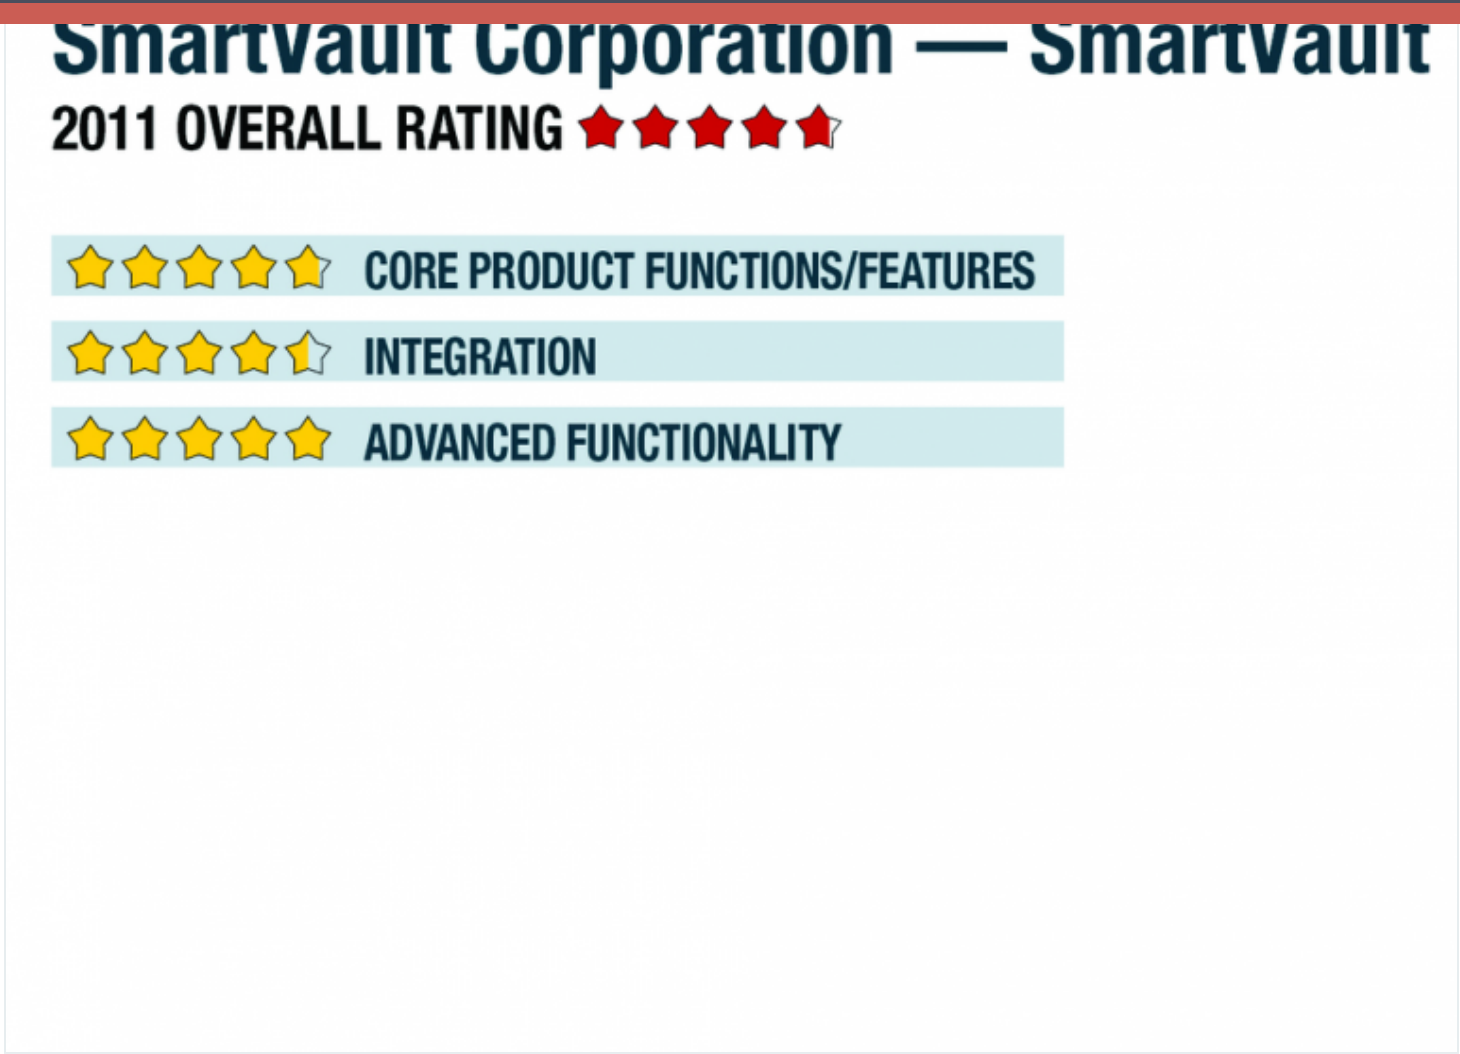 SmartVault Corporation — SmartVault
2011 OVERALL RATING
CORE PRODUCT FUNCTIONS/FEATURES
INTEGRATION
ADVANCED FUNCTIONALITY